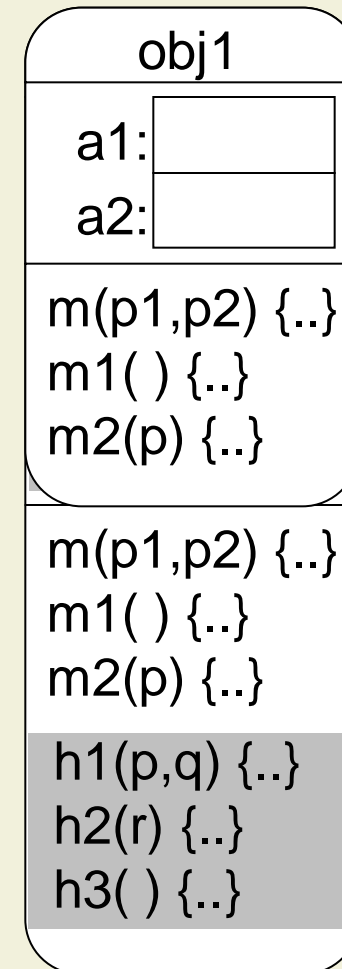 obj1
a1:
a2:
m(p1,p2) {..}
m1( ) {..}
m2(p) {..}
m(p1,p2) {..}
m1( ) {..}
m2(p) {..}
h1(p,q) {..}
h2(r) {..}
h3( ) {..}